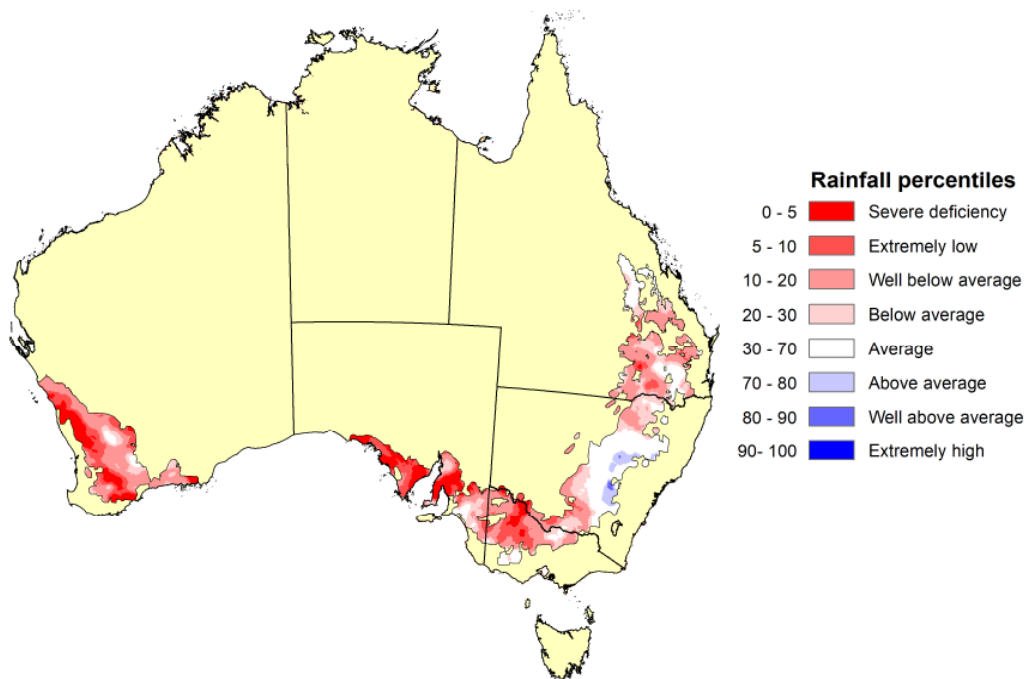 Rainfall percentiles
0 - 5 Severe deficiency
5 - 10 Extremely low
10 - 20 Well below average
20 - 30 Below average
30 - 70 Average
70 - 80 Above average
80 - 90 Well above average
90- 100 Extremely high